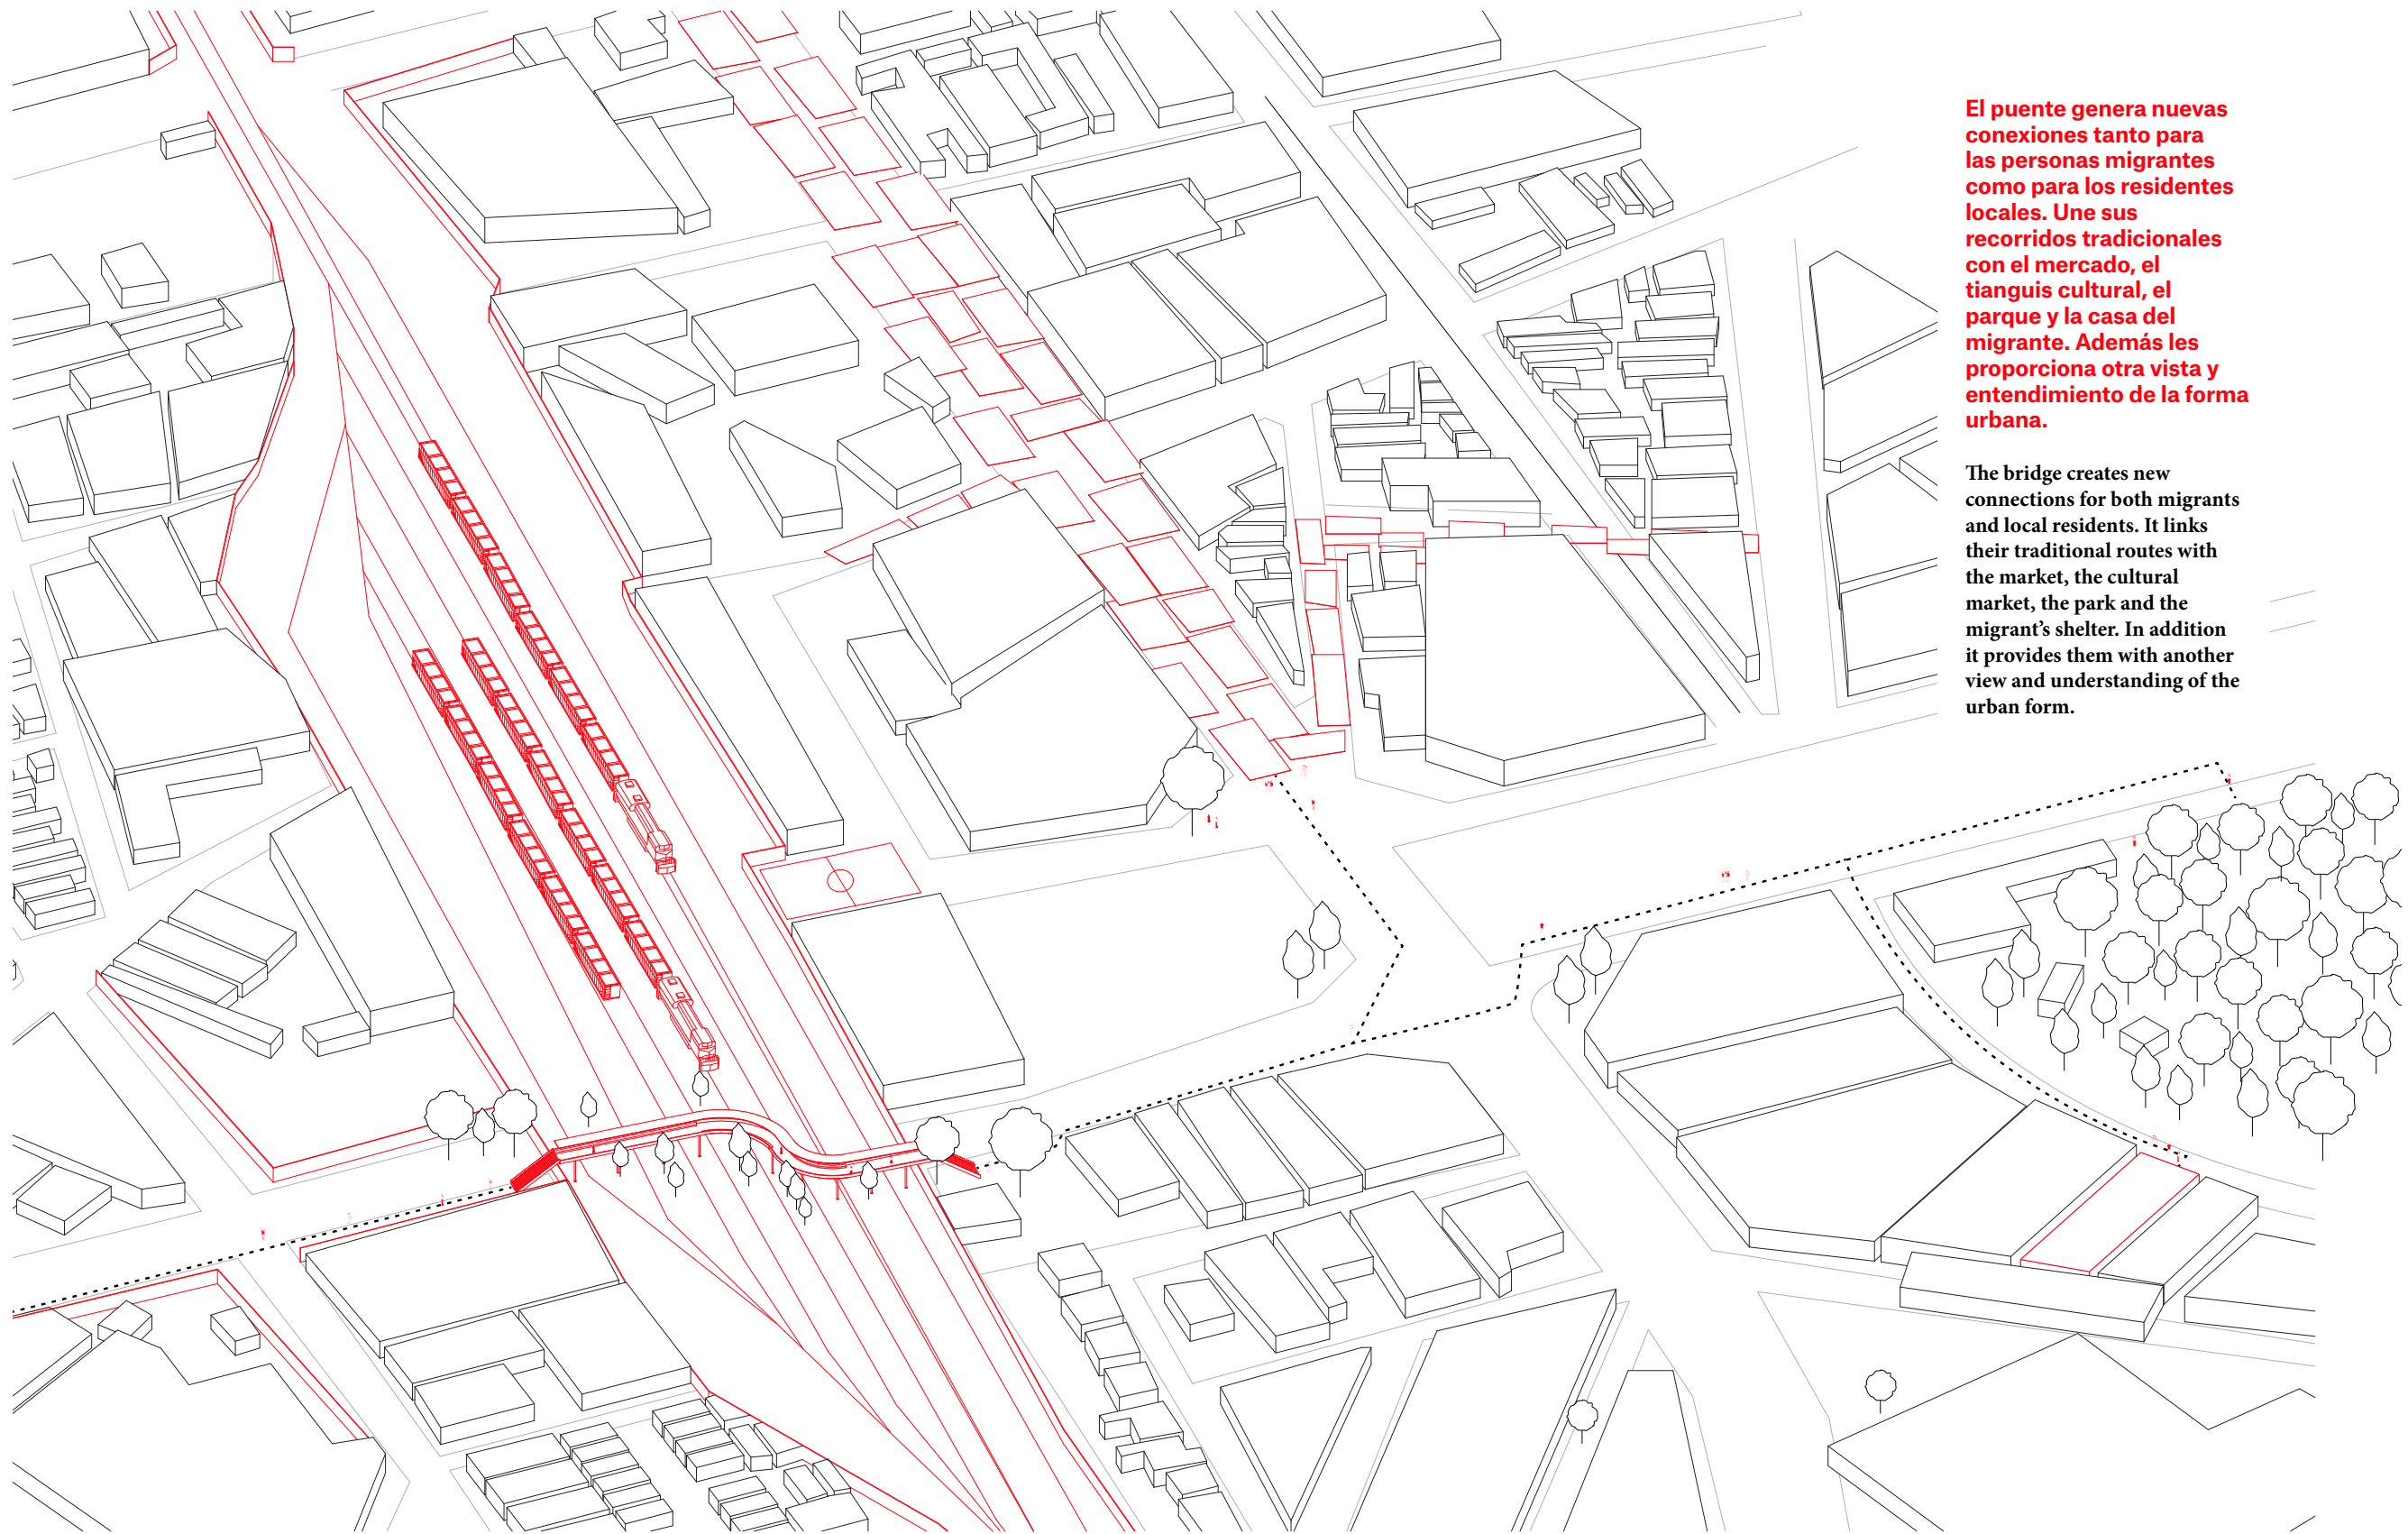 El puente genera nuevas
conexiones tanto para
las personas migrantes
como para los residentes
locales. Une sus
recorridos tradicionales
con el mercado, el
tianguis cultural, el
parque y la casa del
migrante. Además les
proporciona otra vista y
entendimiento de la forma
urbana.
The bridge creates new
connections for both migrants
and local residents. It links
their traditional routes with
the market, the cultural
market, the park and the
migrant’s shelter. In addition
it provides them with another
view and understanding of the
urban form.